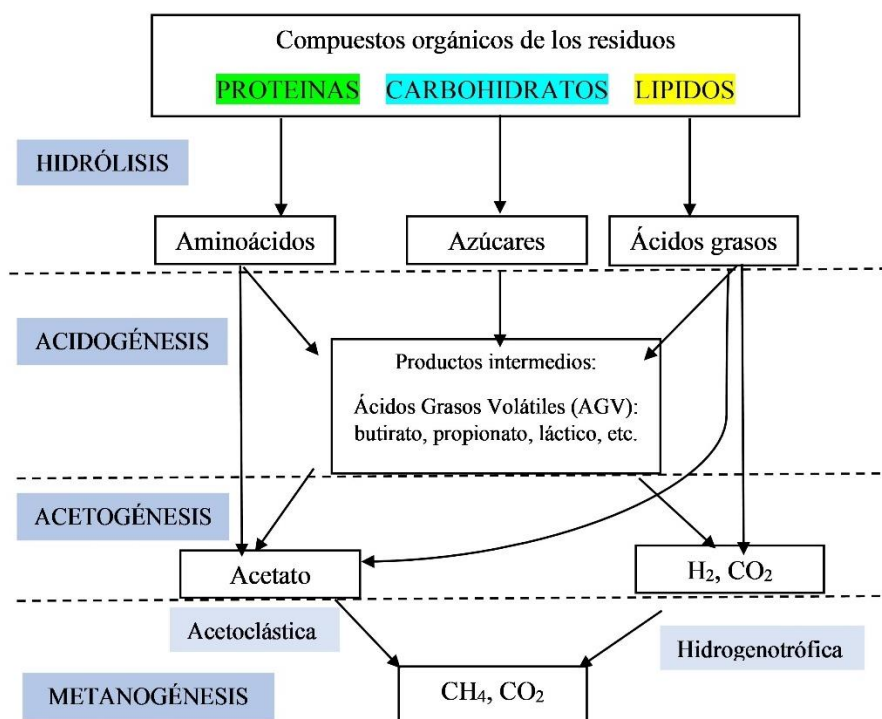 Compuestos orgánicos de los residuos
PROTEINAS CARBOHIDRATOS LIPIDOS
HIDRÓLISIS
Aminoácidos
Azúcares
Ácidos grasos
ACIDOGÉNESIS
Productos intermedios:
Ácidos Grasos Volátiles (AGV):
butirato, propionato, láctico, etc.
ACETOGÉNESIS
Acetato
H₂, CO₂
Acetoclástica
Hidrogenotrófica
METANOGÉNESIS
CH₄, CO₂